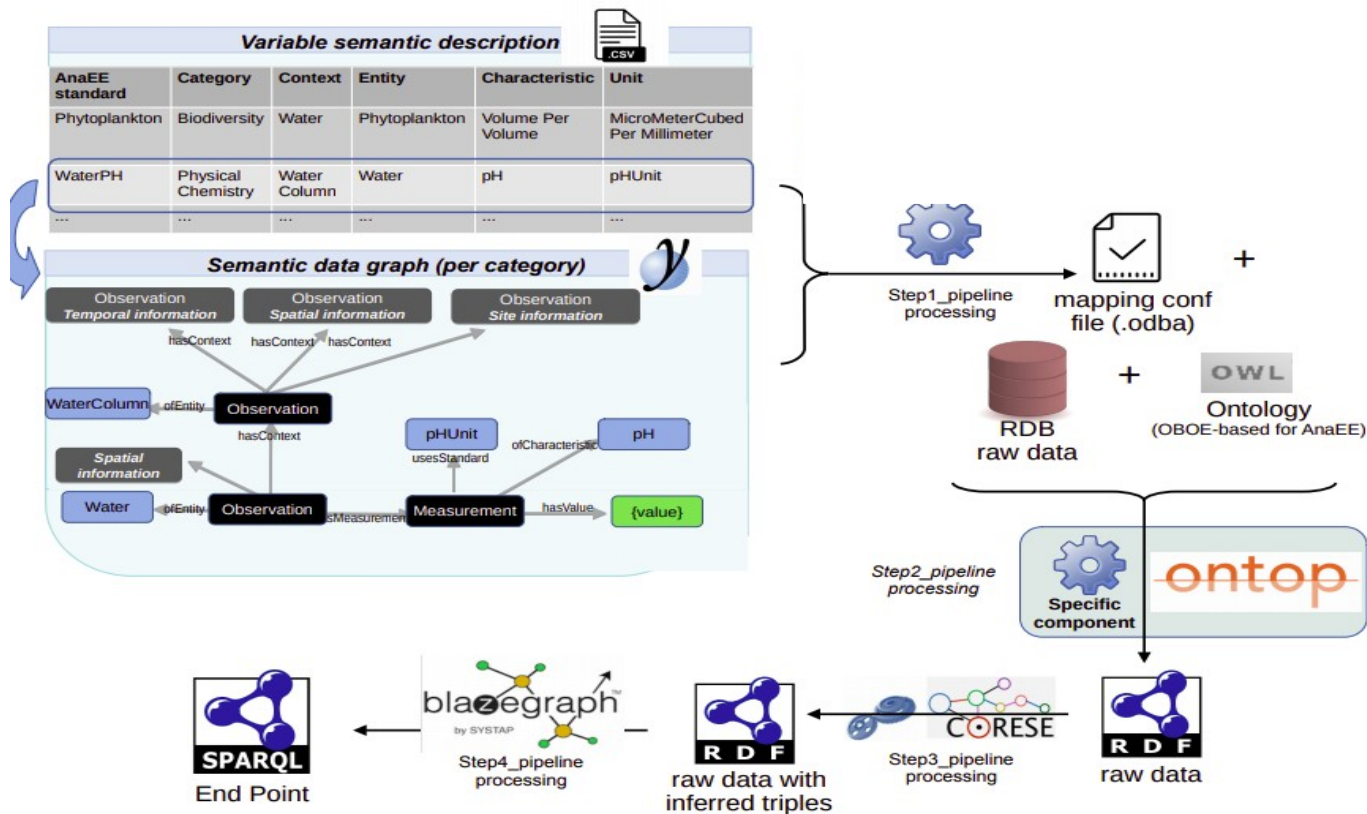 Variable semantic description
.CSV
AnaEE standard Category Context Entity Characteristic Unit
Phytoplankton Biodiversity Water Phytoplankton Volume Per Volume MicroMeterCubed Per Millimeter
WaterPH Physical Chemistry Water Column Water pH pHUnit
... ... ... ... ... ...
Semantic data graph (per category)
y
Observation
Temporal information
Observation
Spatial information
Observation
Site information
hasContext
hasContext
hasContext
WaterColumn
ofEntity
Observation
hasContext
pHUnit
usesStandard
ofCharacteristic
pH
Spatial
information
Water
ofEntity
Observation
asMeasurement
Measurement
hasValue
{value}
Step1_pipeline
processing
mapping conf
file (.odba)
+
RDB
raw data
+
OWL
Ontology
(OBOE-based for AnaEE)
Step2_pipeline
processing
Specific
component
ontop
RDF
raw data
CORESE
Step3_pipeline
processing
RDF
raw data with
inferred triples
blazegraph™
by SYSTAP
Step4_pipeline
processing
SPARQL
End Point